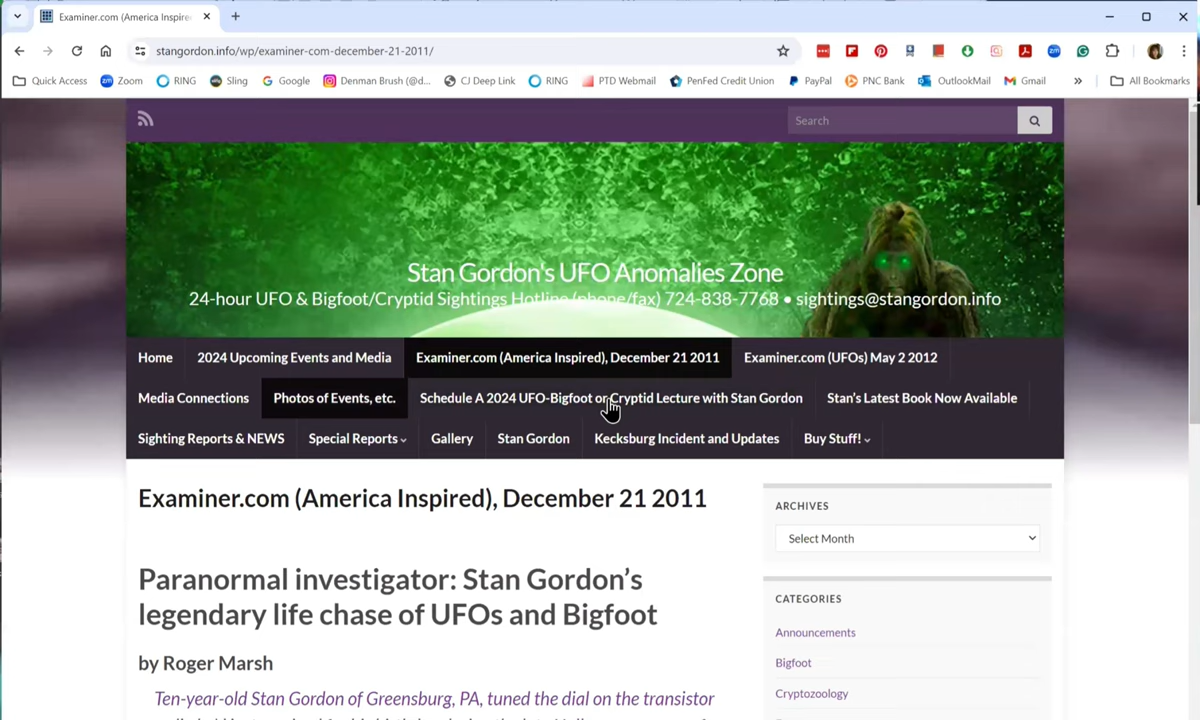 Examiner.com (America Inspire
stangordon.info/wp/examiner-com-december-21-2011/
Quick Access Zoom RING Sling Google Denman Brush (@d... CJ Deep Link RING PTD Webmail PenFed Credit Union PayPal PNC Bank OutlookMail Gmail » All Bookmarks
Search
Stan Gordon's UFO Anomalies Zone
24-hour UFO & Bigfoot/Cryptid Sightings Hotline (phone/fax) 724-838-7768 • sightings@stangordon.info
Home 2024 Upcoming Events and Media Examiner.com (America Inspired), December 21 2011 Examiner.com (UFOs) May 2 2012
Media Connections Photos of Events, etc. Schedule A 2024 UFO-Bigfoot or Cryptid Lecture with Stan Gordon Stan's Latest Book Now Available
Sighting Reports & NEWS Special Reports Gallery Stan Gordon Kecksburg Incident and Updates Buy Stuff!
Examiner.com (America Inspired), December 21 2011
Paranormal investigator: Stan Gordon's
legendary life chase of UFOs and Bigfoot
by Roger Marsh
Ten-year-old Stan Gordon of Greensburg, PA, tuned the dial on the transistor
ARCHIVES
Select Month
CATEGORIES
Announcements
Bigfoot
Cryptozoology